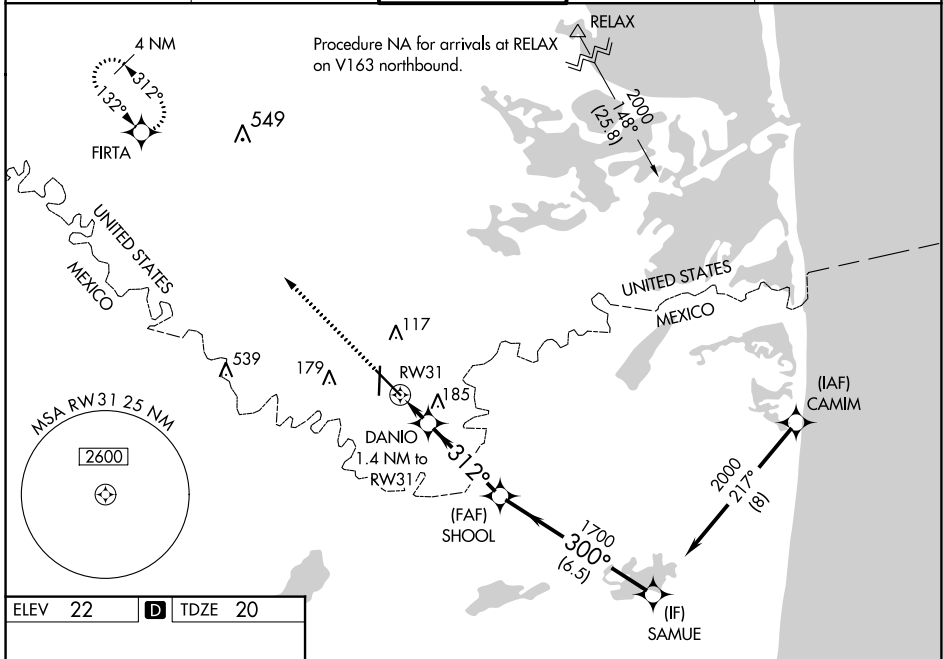 RELAX
4 NM
Procedure NA for arrivals at RELAX
on V163 northbound.
312°
132°
2000
148°
(25.8)
549
FIRTA
UNITED STATES
MEXICO
UNITED STATES
MEXICO
117
539
179
RW31
185
(IAF)
CAMIM
MSA RW31 25 NM
2600
DANIO
1.4 NM to
RW31
312°
2000
217°
(8)
(FAF)
SHOOL
1700
300°
(6.5)
(IF)
SAMUE
ELEV 22 D TDZE 20